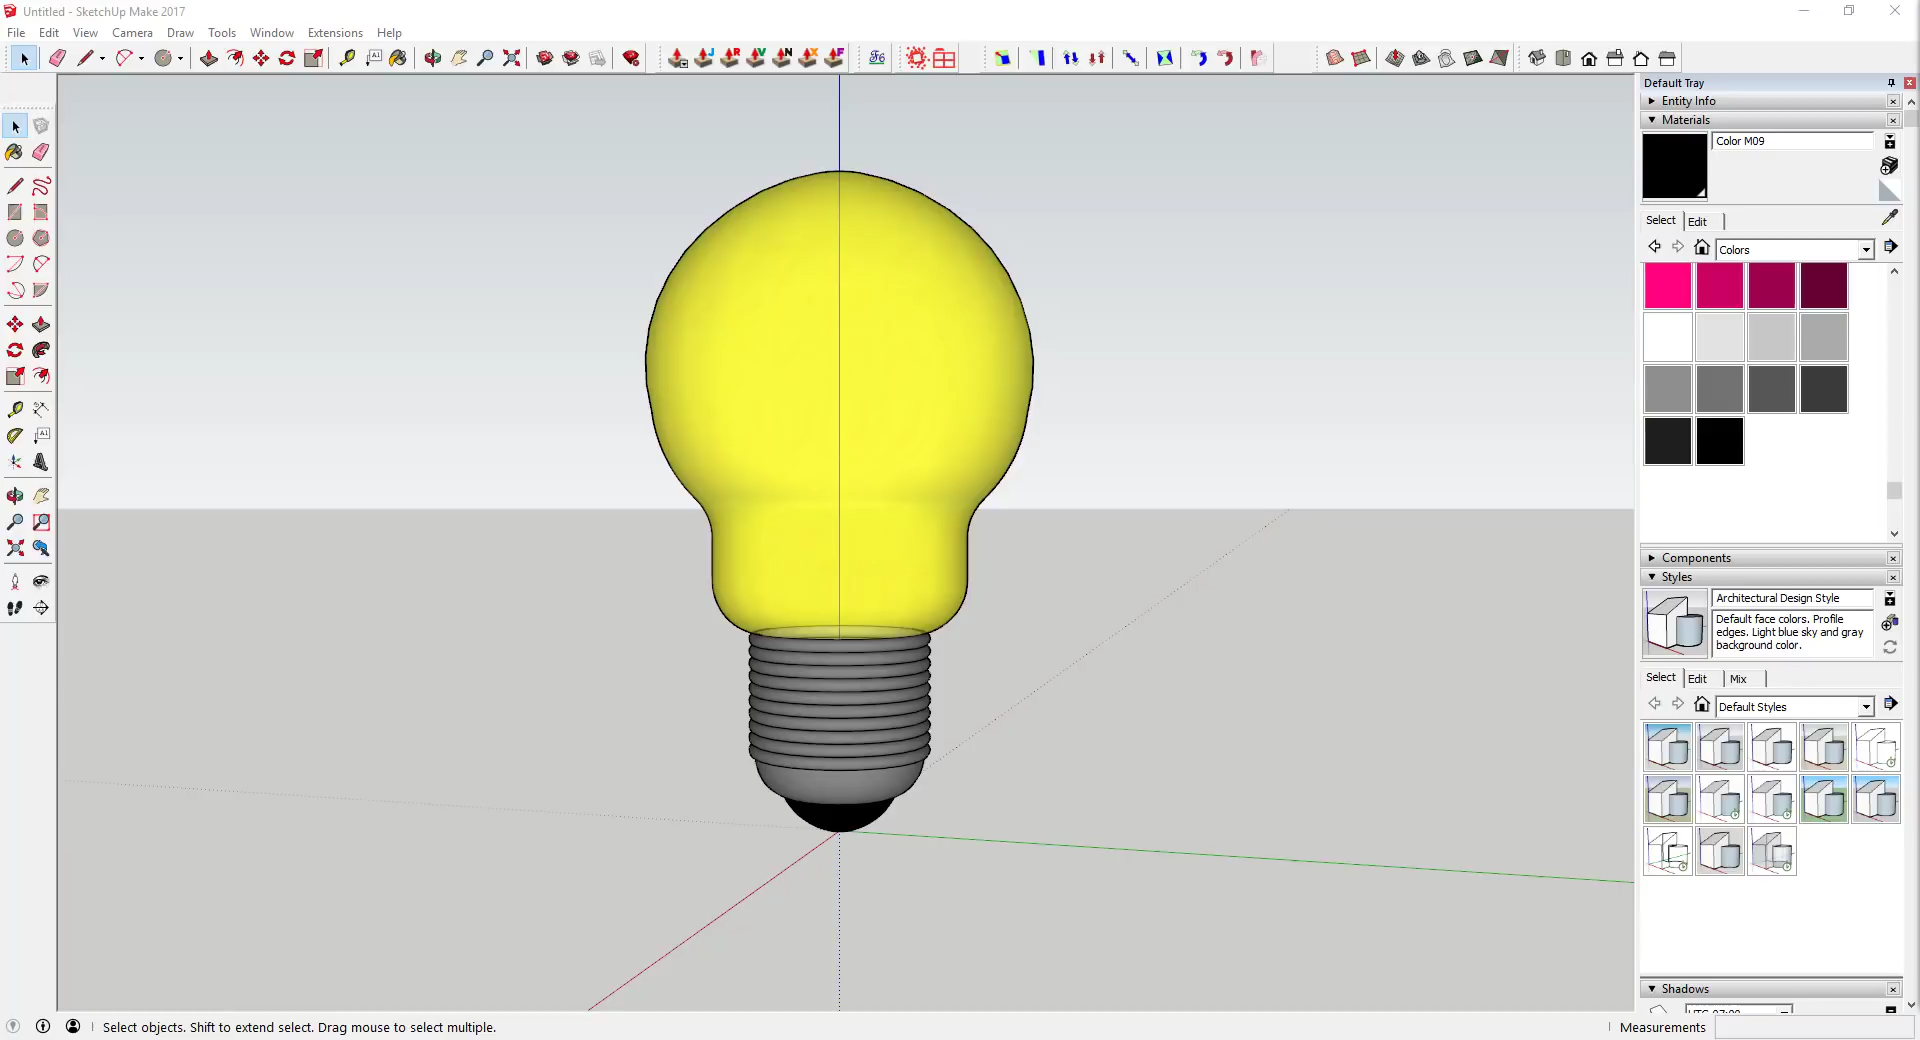 Untitled - SketchUp Make 2017
File Edit View Camera Draw Tools Window Extensions Help
J R V N X F
A1
Default Tray
Entity Info
Materials
Color M09
Select Edit
Colors
Components
Styles
Architectural Design Style
Default face colors. Profile
edges. Light blue sky and gray
background color.
Select Edit Mix
Default Styles
Shadows
Select objects. Shift to extend select. Drag mouse to select multiple.
Measurements